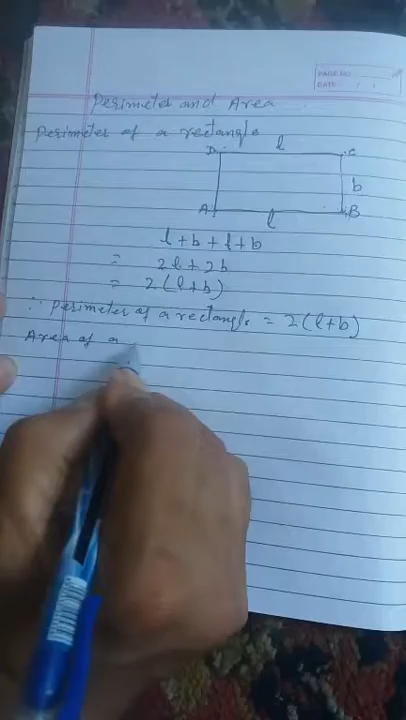 PAGE NO.
DATE: / /
Perimeter and Area
Perimeter of a rectangle
D l C
b
A l B
l + b + l + b
= 2l + 2b
= 2(l+b)
∵ perimeter of a rectangle = 2(l+b)
Area of a